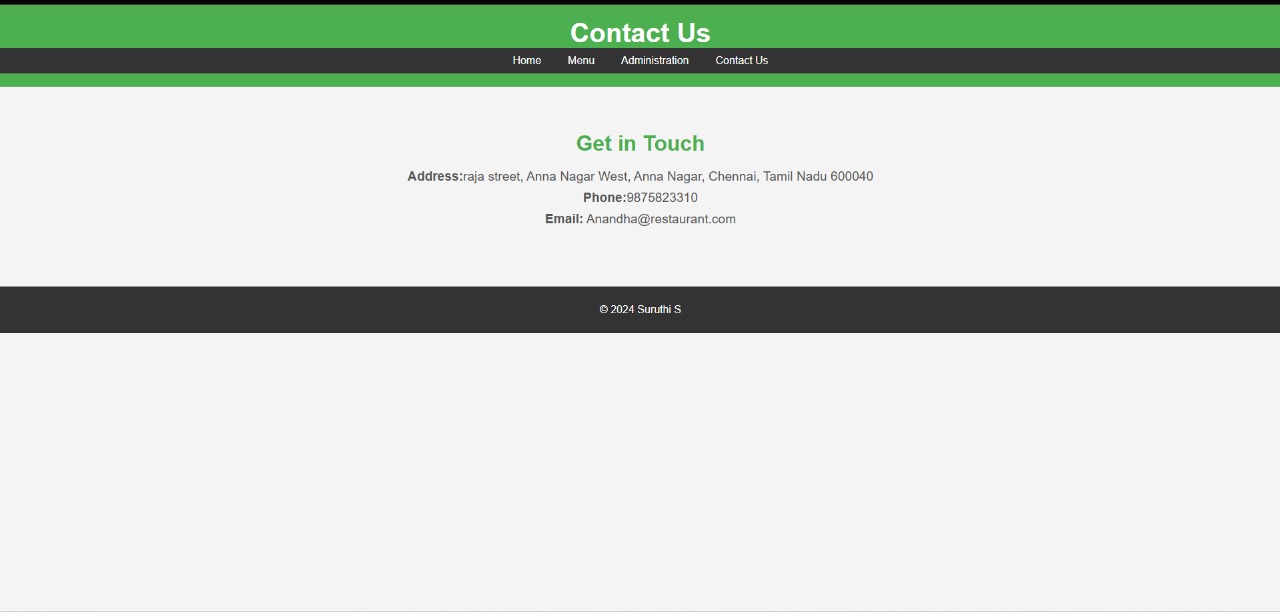 Contact Us
Home Menu Administration Contact Us
Get in Touch
Address:raja street, Anna Nagar West, Anna Nagar, Chennai, Tamil Nadu 600040
Phone:9875823310
Email: Anandha@restaurant.com
© 2024 Suruthi S